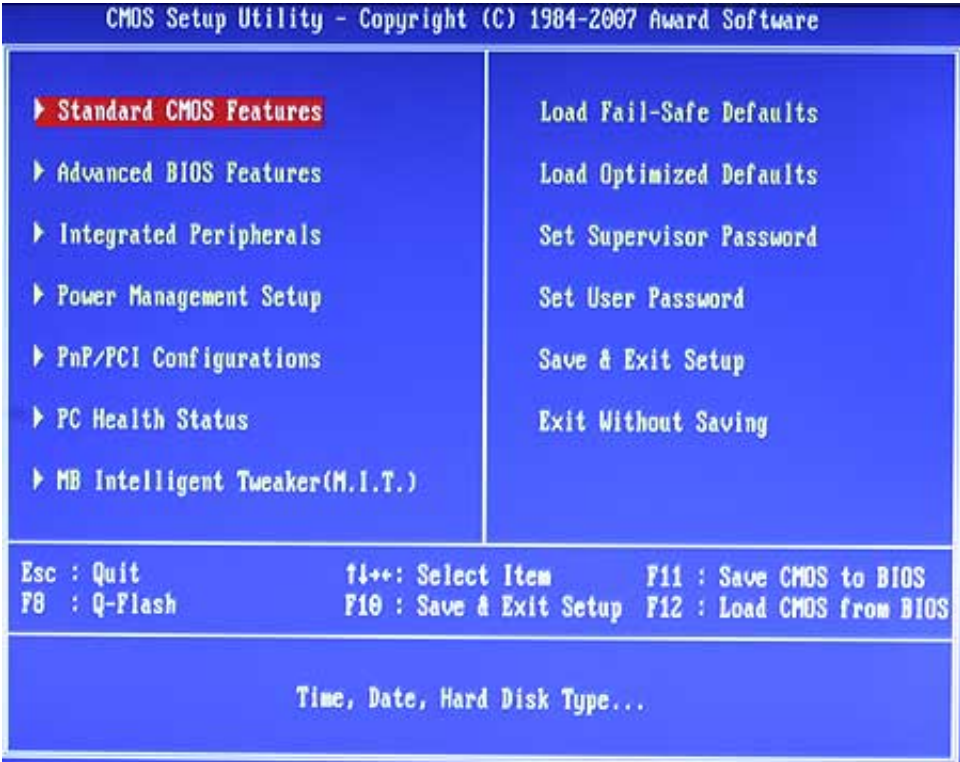 CMOS Setup Utility - Copyright (C) 1984-2007 Award Software
Standard CMOS Features
Advanced BIOS Features
Integrated Peripherals
Power Management Setup
PnP/PCI Configurations
PC Health Status
MB Intelligent Tweaker(M.I.T.)
Load Fail-Safe Defaults
Load Optimized Defaults
Set Supervisor Password
Set User Password
Save & Exit Setup
Exit Without Saving
Esc : Quit ↑↓→←: Select Item F11 : Save CMOS to BIOS
F8 : Q-Flash F10 : Save & Exit Setup F12 : Load CMOS from BIOS
Time, Date, Hard Disk Type...